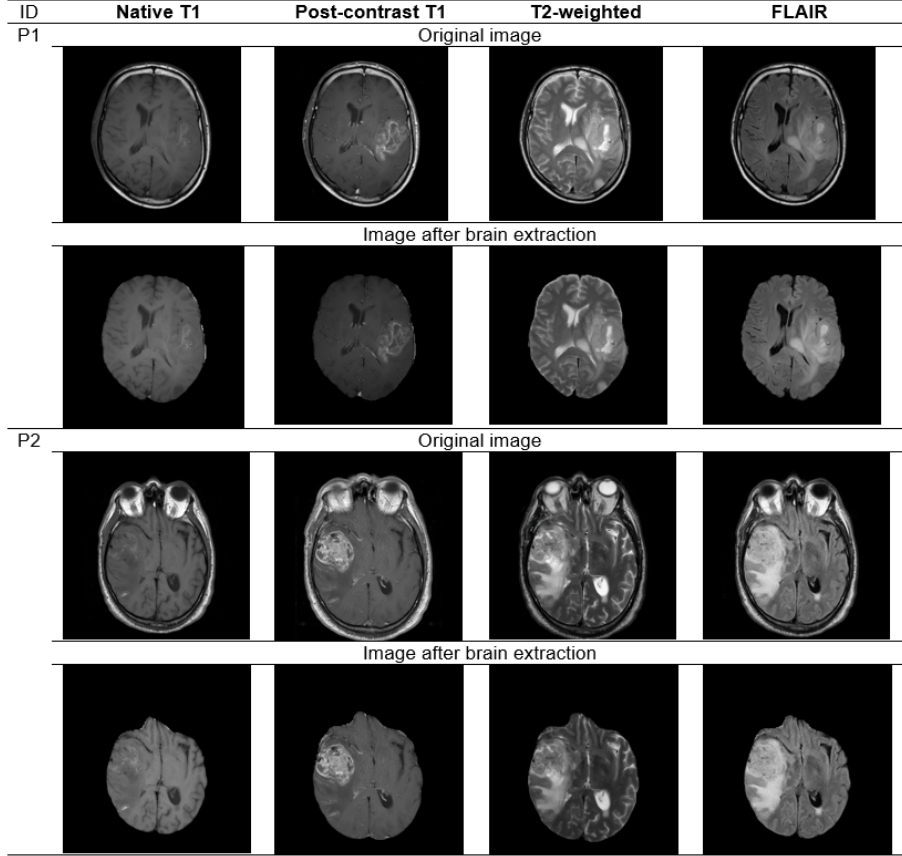 ID Native T1 Post-contrast T1 T2-weighted FLAIR
P1 Original image
Image after brain extraction
P2 Original image
Image after brain extraction